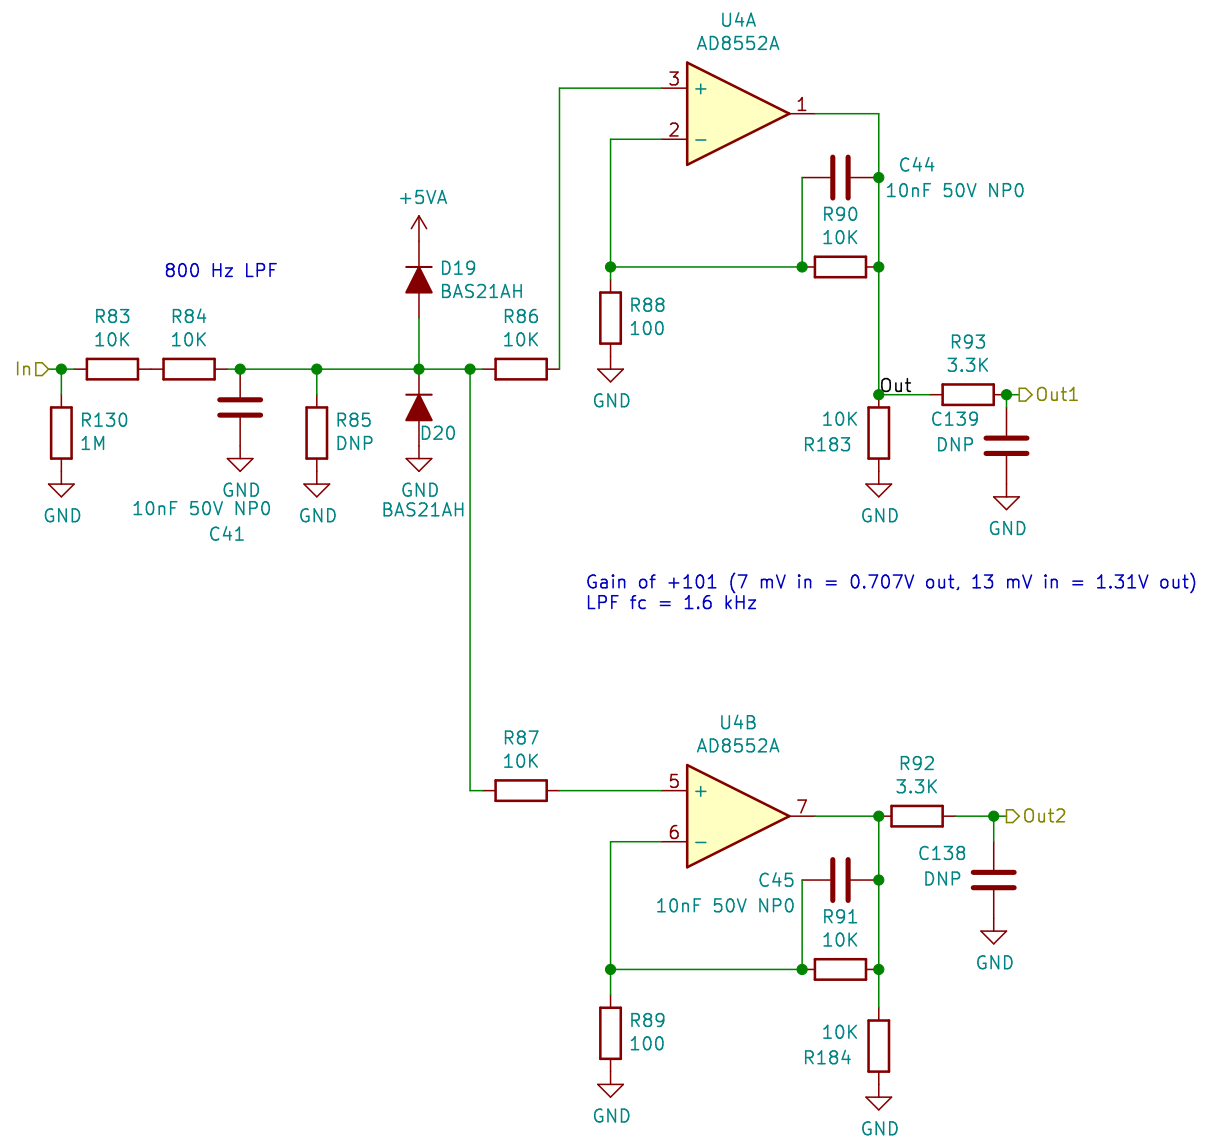 U4A
AD8552A
3
+
1
2
−
C44
10nF 50V NP0
R90
10K
+5VA
D19
BAS21AH
800 Hz LPF
R83
10K
R84
10K
R86
10K
R88
100
GND
In
R130
1M
GND
GND
10nF 50V NP0
C41
R85
DNP
GND
D20
GND
BAS21AH
Out
R93
3.3K
Out1
10K
R183
GND
C139
DNP
GND
Gain of +101 (7 mV in = 0.707V out, 13 mV in = 1.31V out)
LPF fc = 1.6 kHz
U4B
AD8552A
R87
10K
5
+
7
6
−
R92
3.3K
Out2
C138
DNP
GND
C45
10nF 50V NP0
R91
10K
R89
100
GND
10K
R184
GND